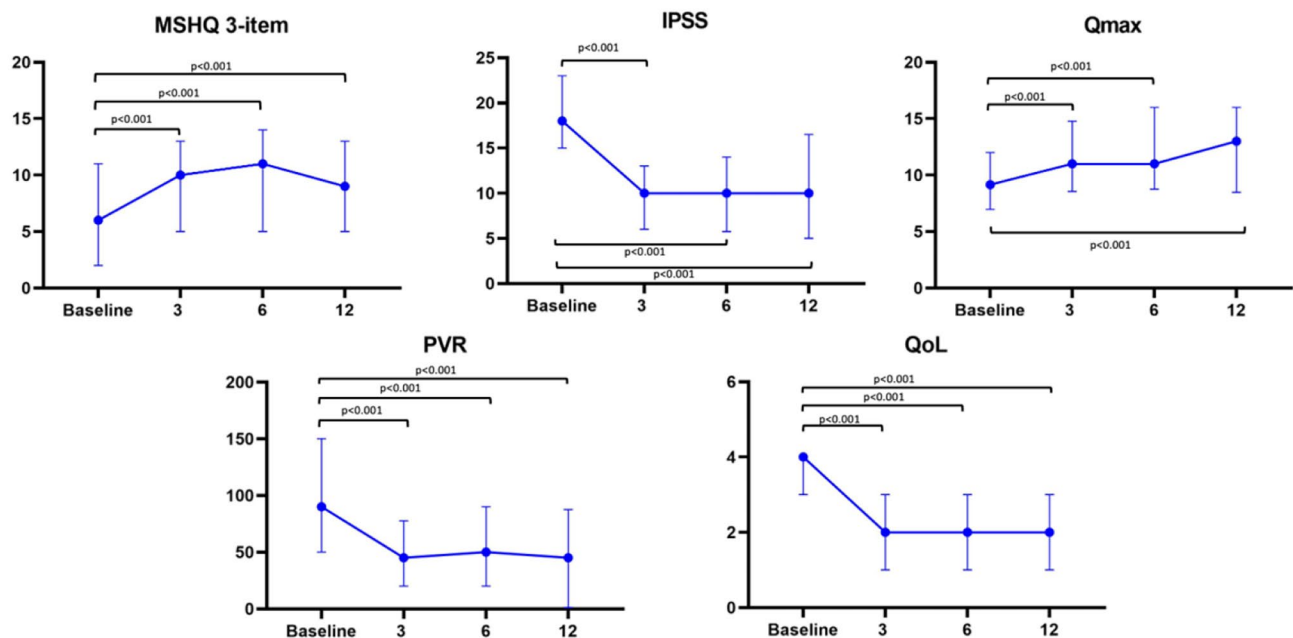 MSHQ 3-item
20
15
10
5
0
p<0.001
p<0.001
p<0.001
Baseline 3 6 12
IPSS
25
20
15
10
5
0
p<0.001
p<0.001
p<0.001
Baseline 3 6 12
Qmax
20
15
10
5
0
p<0.001
p<0.001
p<0.001
Baseline 3 6 12
PVR
200
150
100
50
0
p<0.001
p<0.001
p<0.001
Baseline 3 6 12
QoL
6
4
2
0
p<0.001
p<0.001
p<0.001
Baseline 3 6 12